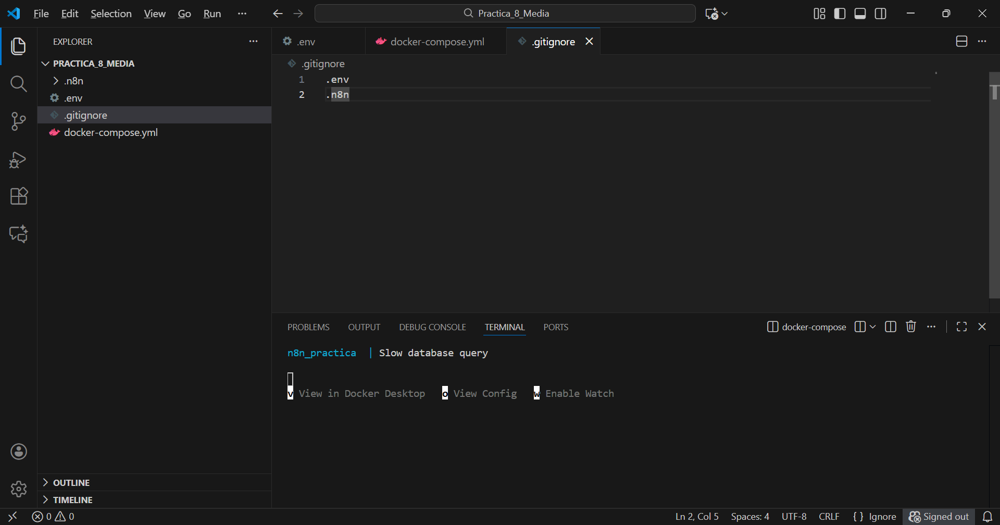 File Edit Selection View Go Run ···
Practica_8_Media
EXPLORER
PRACTICA_8_MEDIA
.n8n
.env
.gitignore
docker-compose.yml
OUTLINE
TIMELINE
.env docker-compose.yml .gitignore
.gitignore
1 .env
2 .n8n
PROBLEMS OUTPUT DEBUG CONSOLE TERMINAL PORTS
docker-compose
n8n_practica | Slow database query
v View in Docker Desktop o View Config w Enable Watch
0 0 Ln 2, Col 5 Spaces: 4 UTF-8 CRLF { } Ignore Signed out